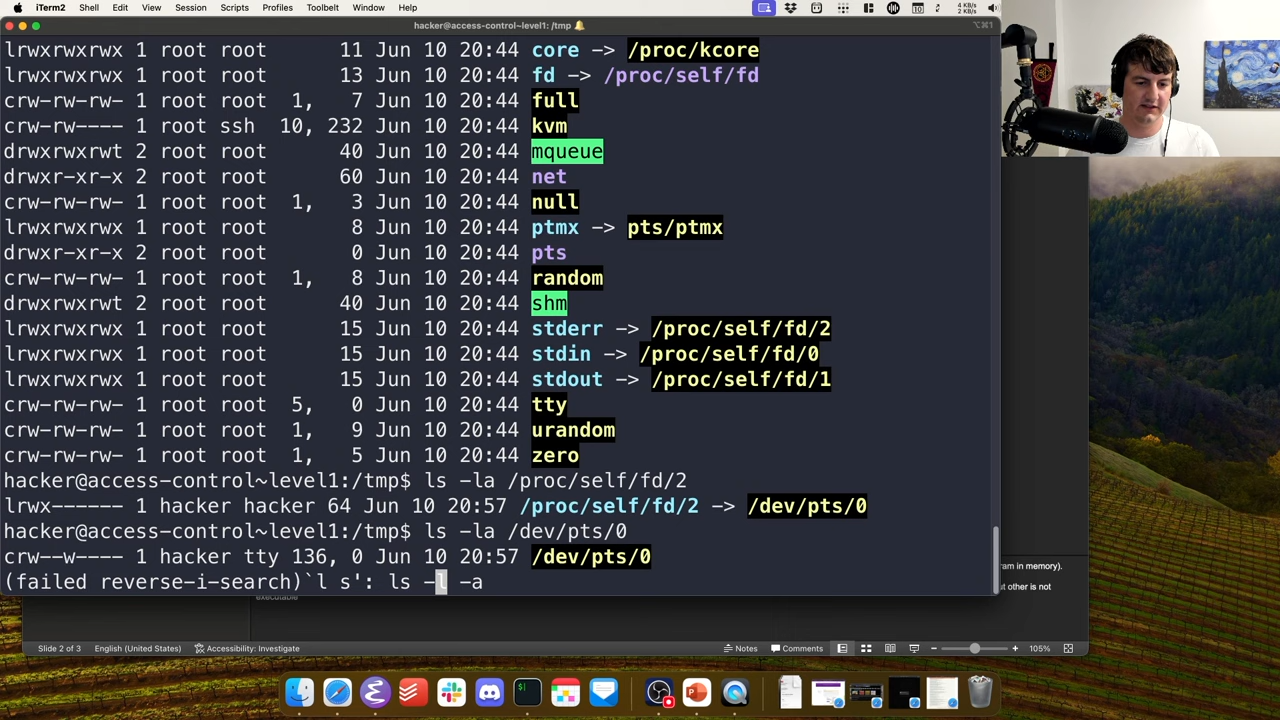 iTerm2 Shell Edit View Session Scripts Profiles Toolbelt Window Help
4 KB/s
2 KB/s
hacker@access-control~level1: /tmp
⌥⌘1
lrwxrwxrwx 1 root root 11 Jun 10 20:44 core -> /proc/kcore
lrwxrwxrwx 1 root root 13 Jun 10 20:44 fd -> /proc/self/fd
crw-rw-rw- 1 root root 1, 7 Jun 10 20:44 full
crw-rw---- 1 root ssh 10, 232 Jun 10 20:44 kvm
drwxrwxrwt 2 root root 40 Jun 10 20:44 mqueue
drwxr-xr-x 2 root root 60 Jun 10 20:44 net
crw-rw-rw- 1 root root 1, 3 Jun 10 20:44 null
lrwxrwxrwx 1 root root 8 Jun 10 20:44 ptmx -> pts/ptmx
drwxr-xr-x 2 root root 0 Jun 10 20:44 pts
crw-rw-rw- 1 root root 1, 8 Jun 10 20:44 random
drwxrwxrwt 2 root root 40 Jun 10 20:44 shm
lrwxrwxrwx 1 root root 15 Jun 10 20:44 stderr -> /proc/self/fd/2
lrwxrwxrwx 1 root root 15 Jun 10 20:44 stdin -> /proc/self/fd/0
lrwxrwxrwx 1 root root 15 Jun 10 20:44 stdout -> /proc/self/fd/1
crw-rw-rw- 1 root root 5, 0 Jun 10 20:44 tty
crw-rw-rw- 1 root root 1, 9 Jun 10 20:44 urandom
crw-rw-rw- 1 root root 1, 5 Jun 10 20:44 zero
hacker@access-control~level1:/tmp$ ls -la /proc/self/fd/2
lrwx------ 1 hacker hacker 64 Jun 10 20:57 /proc/self/fd/2 -> /dev/pts/0
hacker@access-control~level1:/tmp$ ls -la /dev/pts/0
crw--w---- 1 hacker tty 136, 0 Jun 10 20:57 /dev/pts/0
(failed reverse-i-search)`l s': ls -l -a
ram in memory).
ut other is not
executable
Slide 2 of 3 English (United States) Accessibility: Investigate Notes Comments 105%